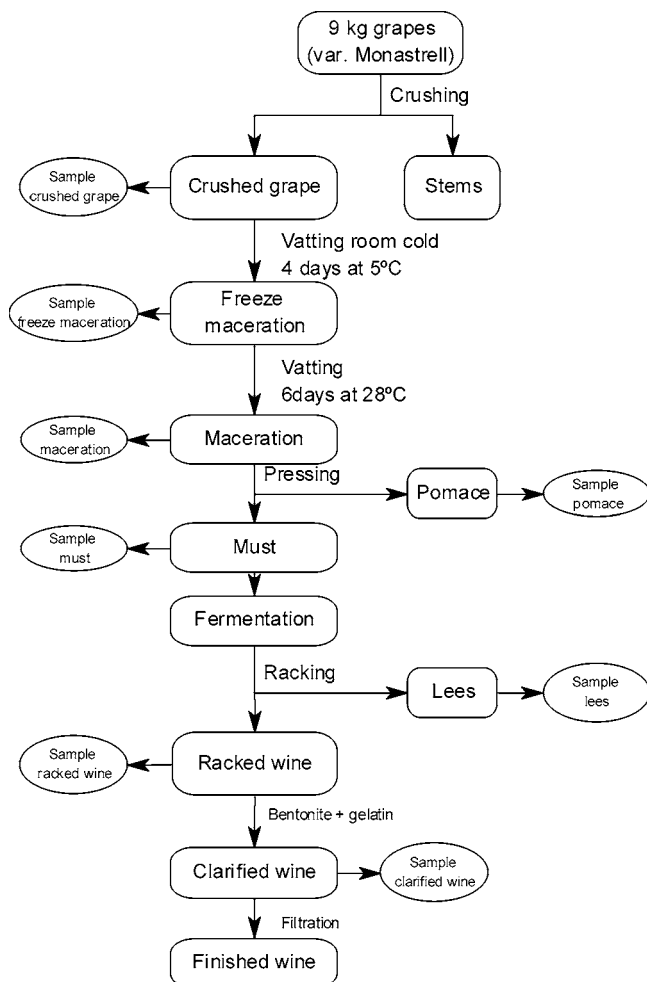 9 kg grapes
(var. Monastrell)
Crushing
Sample
crushed grape
Crushed grape
Stems
Vatting room cold
4 days at 5ºC
Sample
freeze maceration
Freeze
maceration
Vatting
6days at 28ºC
Sample
maceration
Maceration
Pressing
Pomace
Sample
pomace
Sample
must
Must
Fermentation
Racking
Lees
Sample
lees
Sample
racked wine
Racked wine
Bentonite + gelatin
Clarified wine
Sample
clarified wine
Filtration
Finished wine